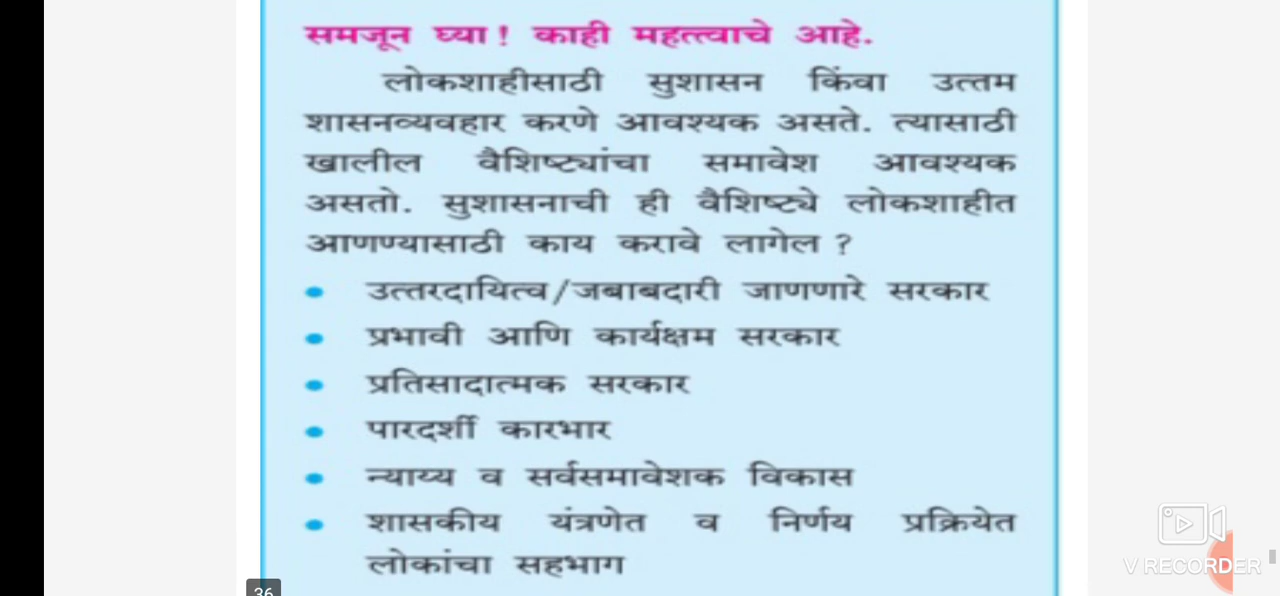 समजून घ्या! काही महत्त्वाचे आहे.
लोकशाहीसाठी सुशासन किंवा उत्तम
शासनव्यवहार करणे आवश्यक असते. त्यासाठी
खालील वैशिष्ट्यांचा समावेश आवश्यक
असतो. सुशासनाची ही वैशिष्ट्ये लोकशाहीत
आणण्यासाठी काय करावे लागेल ?
• उत्तरदायित्व/जबाबदारी जाणणारे सरकार
• प्रभावी आणि कार्यक्षम सरकार
• प्रतिसादात्मक सरकार
• पारदर्शी कारभार
• न्याय्य व सर्वसमावेशक विकास
• शासकीय यंत्रणेत व निर्णय प्रक्रियेत
लोकांचा सहभाग
36
V RECORDER